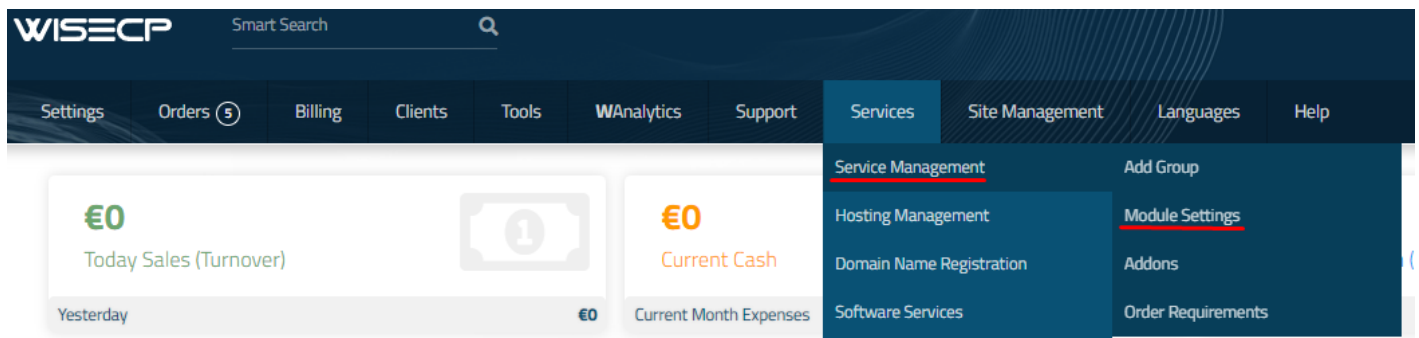 WISECP
Smart Search
Settings Orders 5 Billing Clients Tools WAnalytics Support Services Site Management Languages Help
Service Management Add Group
Hosting Management Module Settings
Domain Name Registration Addons
Software Services Order Requirements
€0
Today Sales (Turnover)
1
Yesterday €0
€0
Current Cash
Current Month Expenses
(